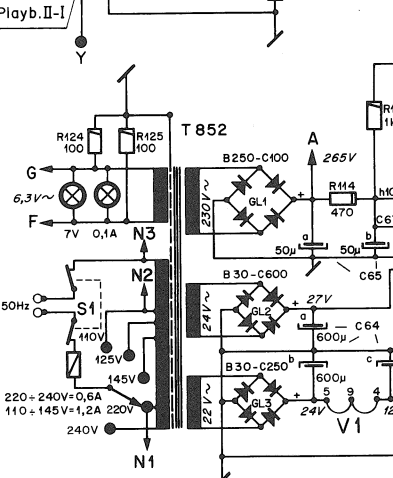 Playb.II-I
Y
R124
100
R125
100
T852
B250-C100
A
265V
G
6,3V~
F
7V
0,1A
230V~
GL1
+
R114
470
a
50µ
b
50µ
C65
N3
N2
50Hz
S1
110V
125V
145V
220÷240V=0,6A
110÷145V=1,2A
220V
240V
N1
B30-C600
24V~
GL2
+
27V
a
600µ
C64
b
600µ
c
B30-C250
22V~
GL3
+
24V
5 9 4
V1